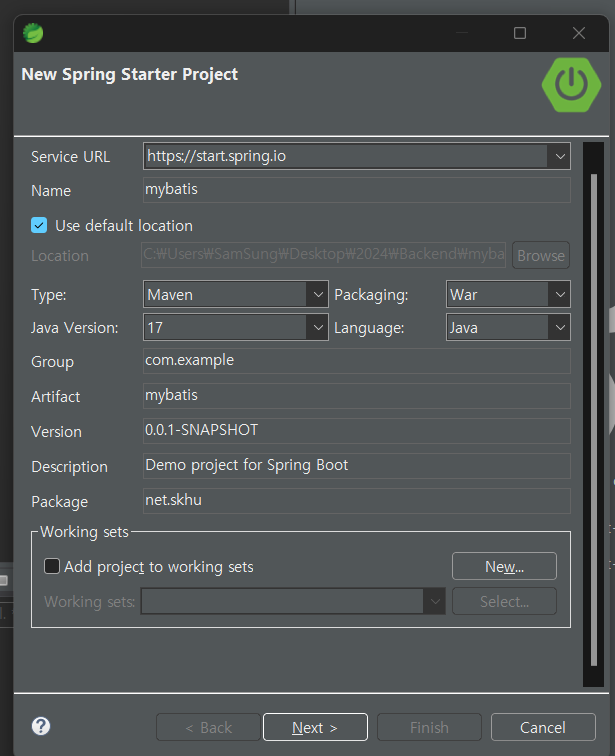 New Spring Starter Project
Service URL https://start.spring.io
Name mybatis
Use default location
Location C:₩Users₩SamSung₩Desktop₩2024₩Backend₩myba Browse
Type: Maven Packaging: War
Java Version: 17 Language: Java
Group com.example
Artifact mybatis
Version 0.0.1-SNAPSHOT
Description Demo project for Spring Boot
Package net.skhu
Working sets
Add project to working sets New...
Working sets: Select...
? < Back Next > Finish Cancel